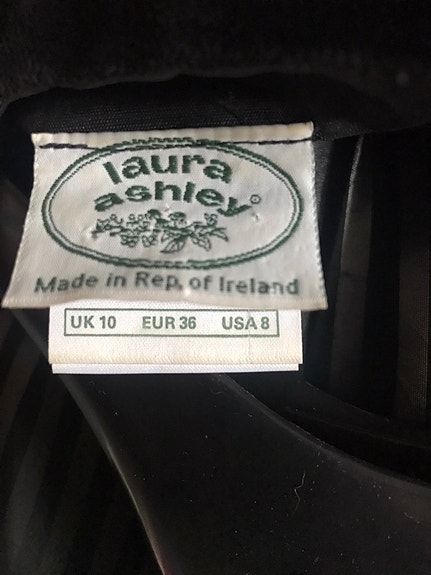 laura
ashley®
Made in Rep. of Ireland
UK 10 EUR 36 USA 8